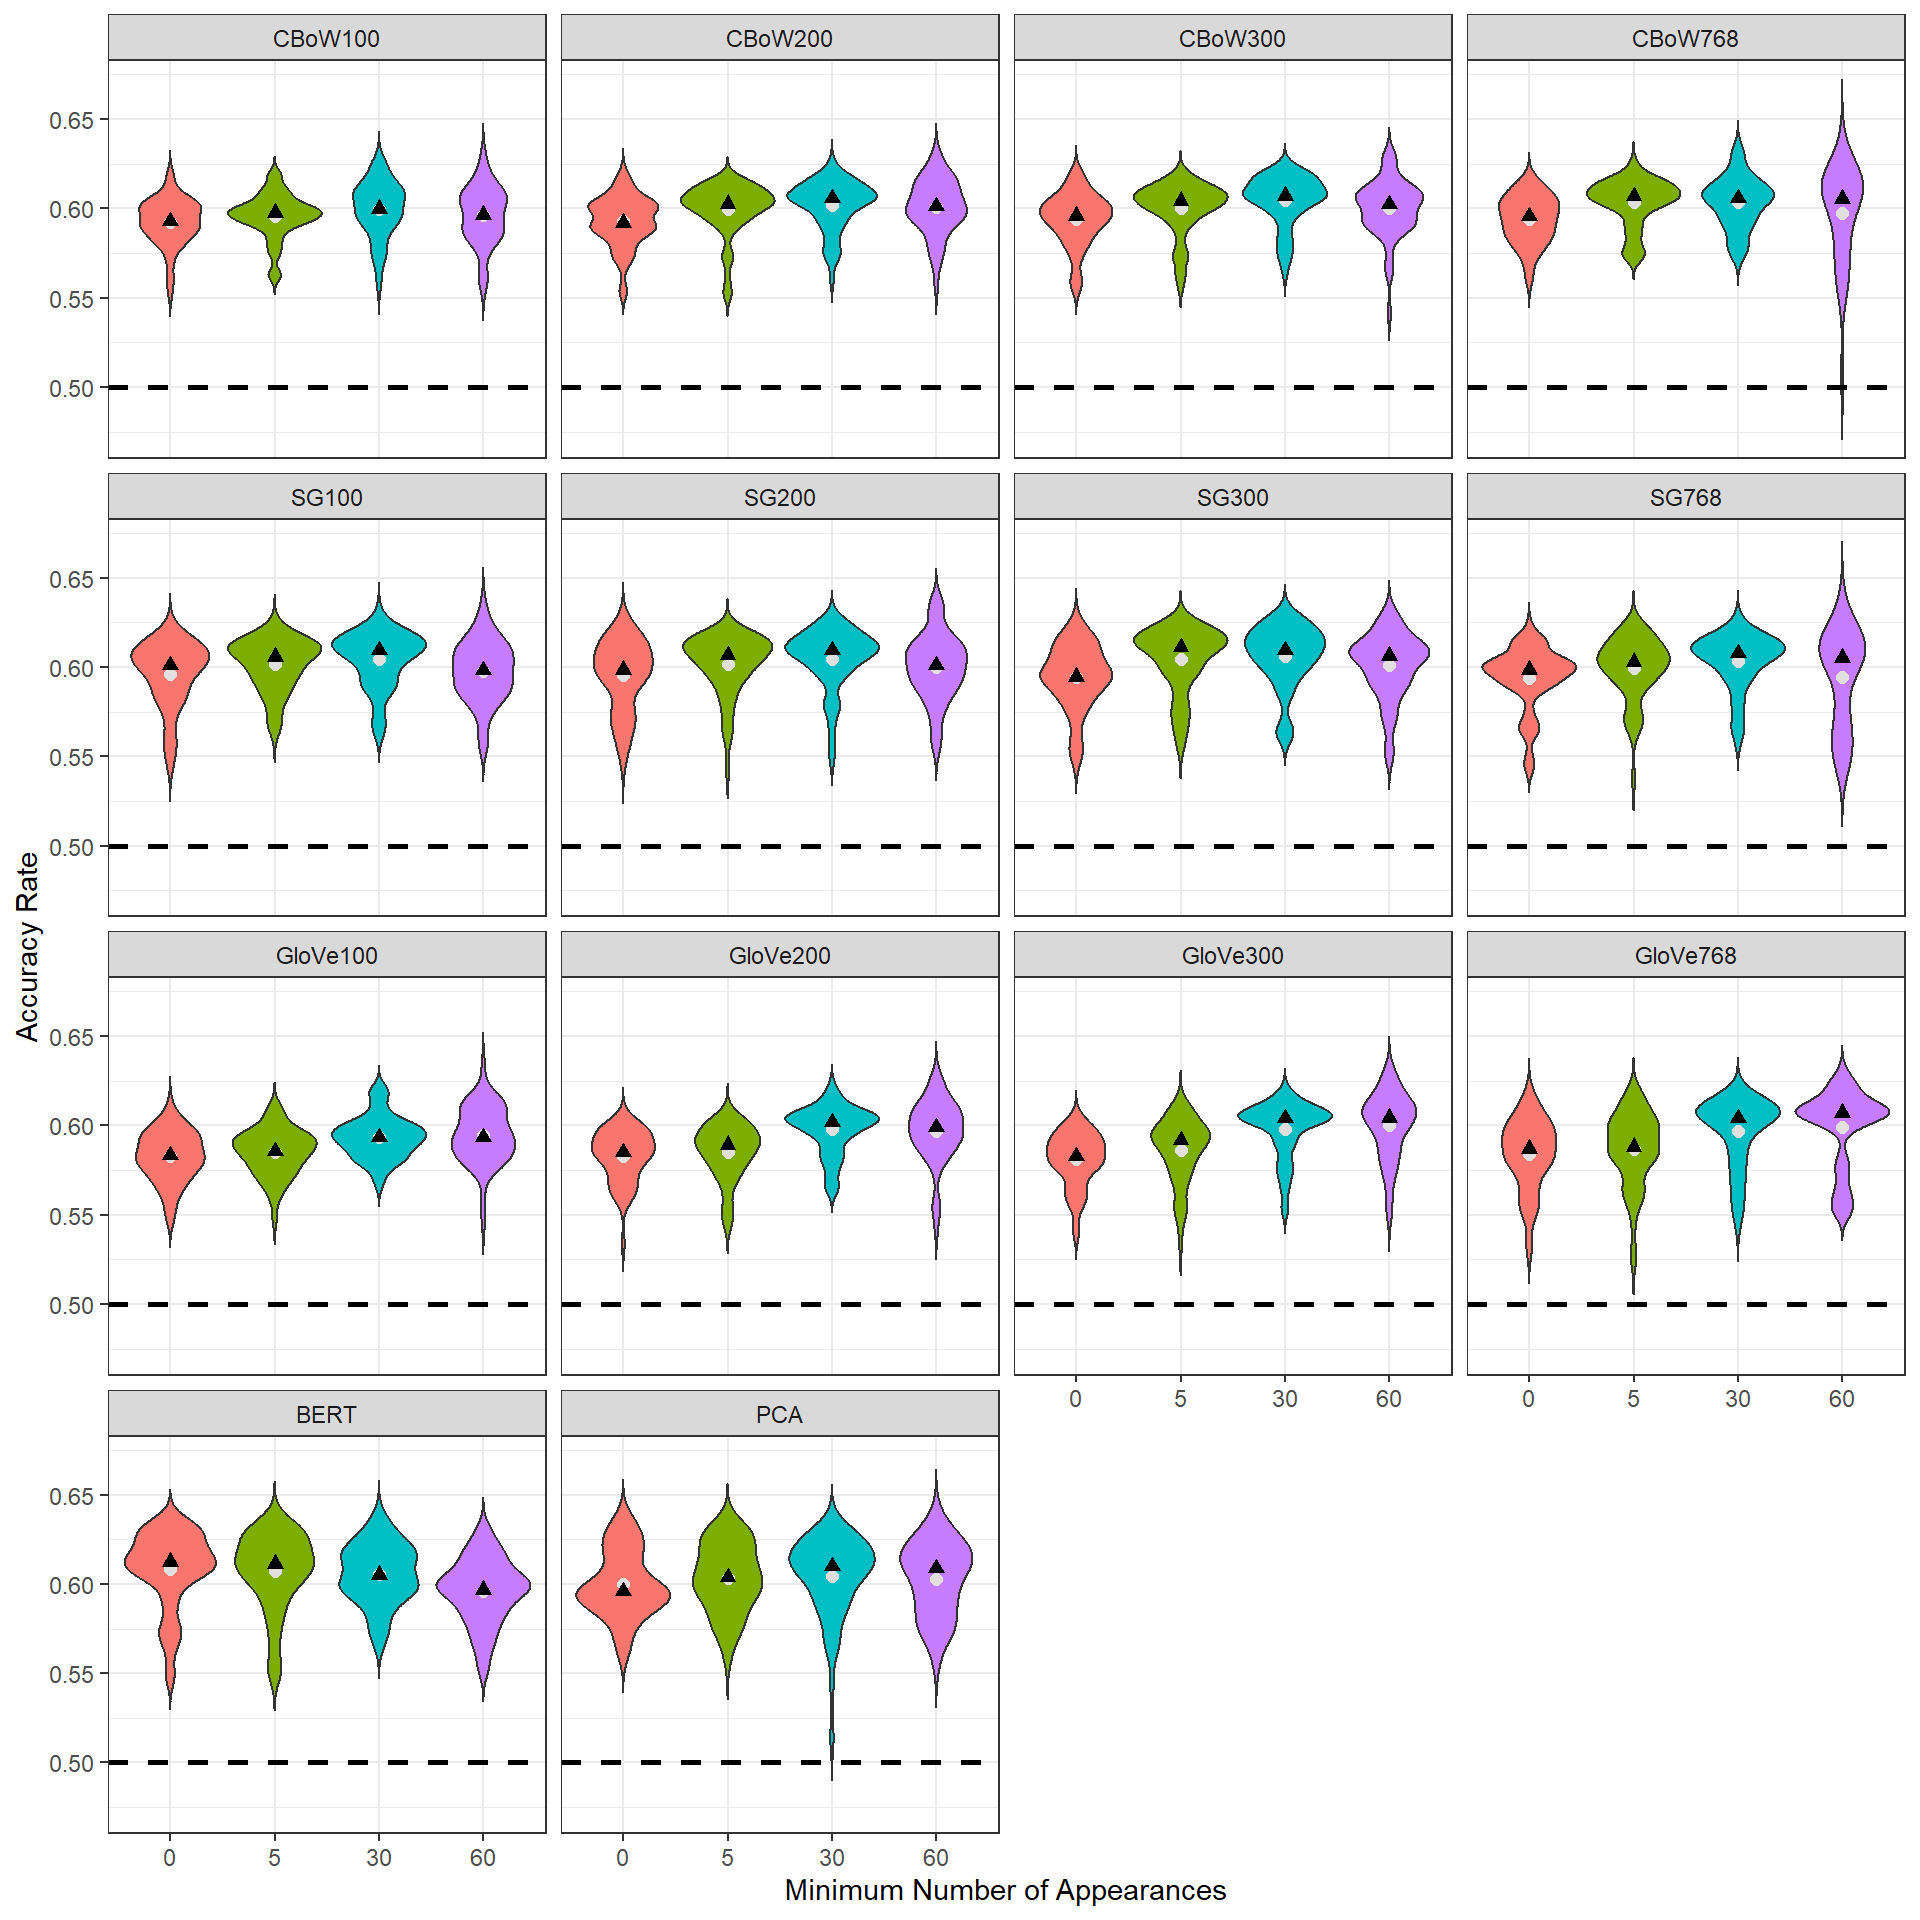 CBoW100 CBoW200 CBoW300 CBoW768
0.65
0.60
0.55
0.50
SG100 SG200 SG300 SG768
0.65
0.60
0.55
0.50
GloVe100 GloVe200 GloVe300 GloVe768
0.65
0.60
0.55
0.50
0 5 30 60 0 5 30 60
BERT PCA
0.65
0.60
0.55
0.50
0 5 30 60 0 5 30 60
Minimum Number of Appearances
Accuracy Rate